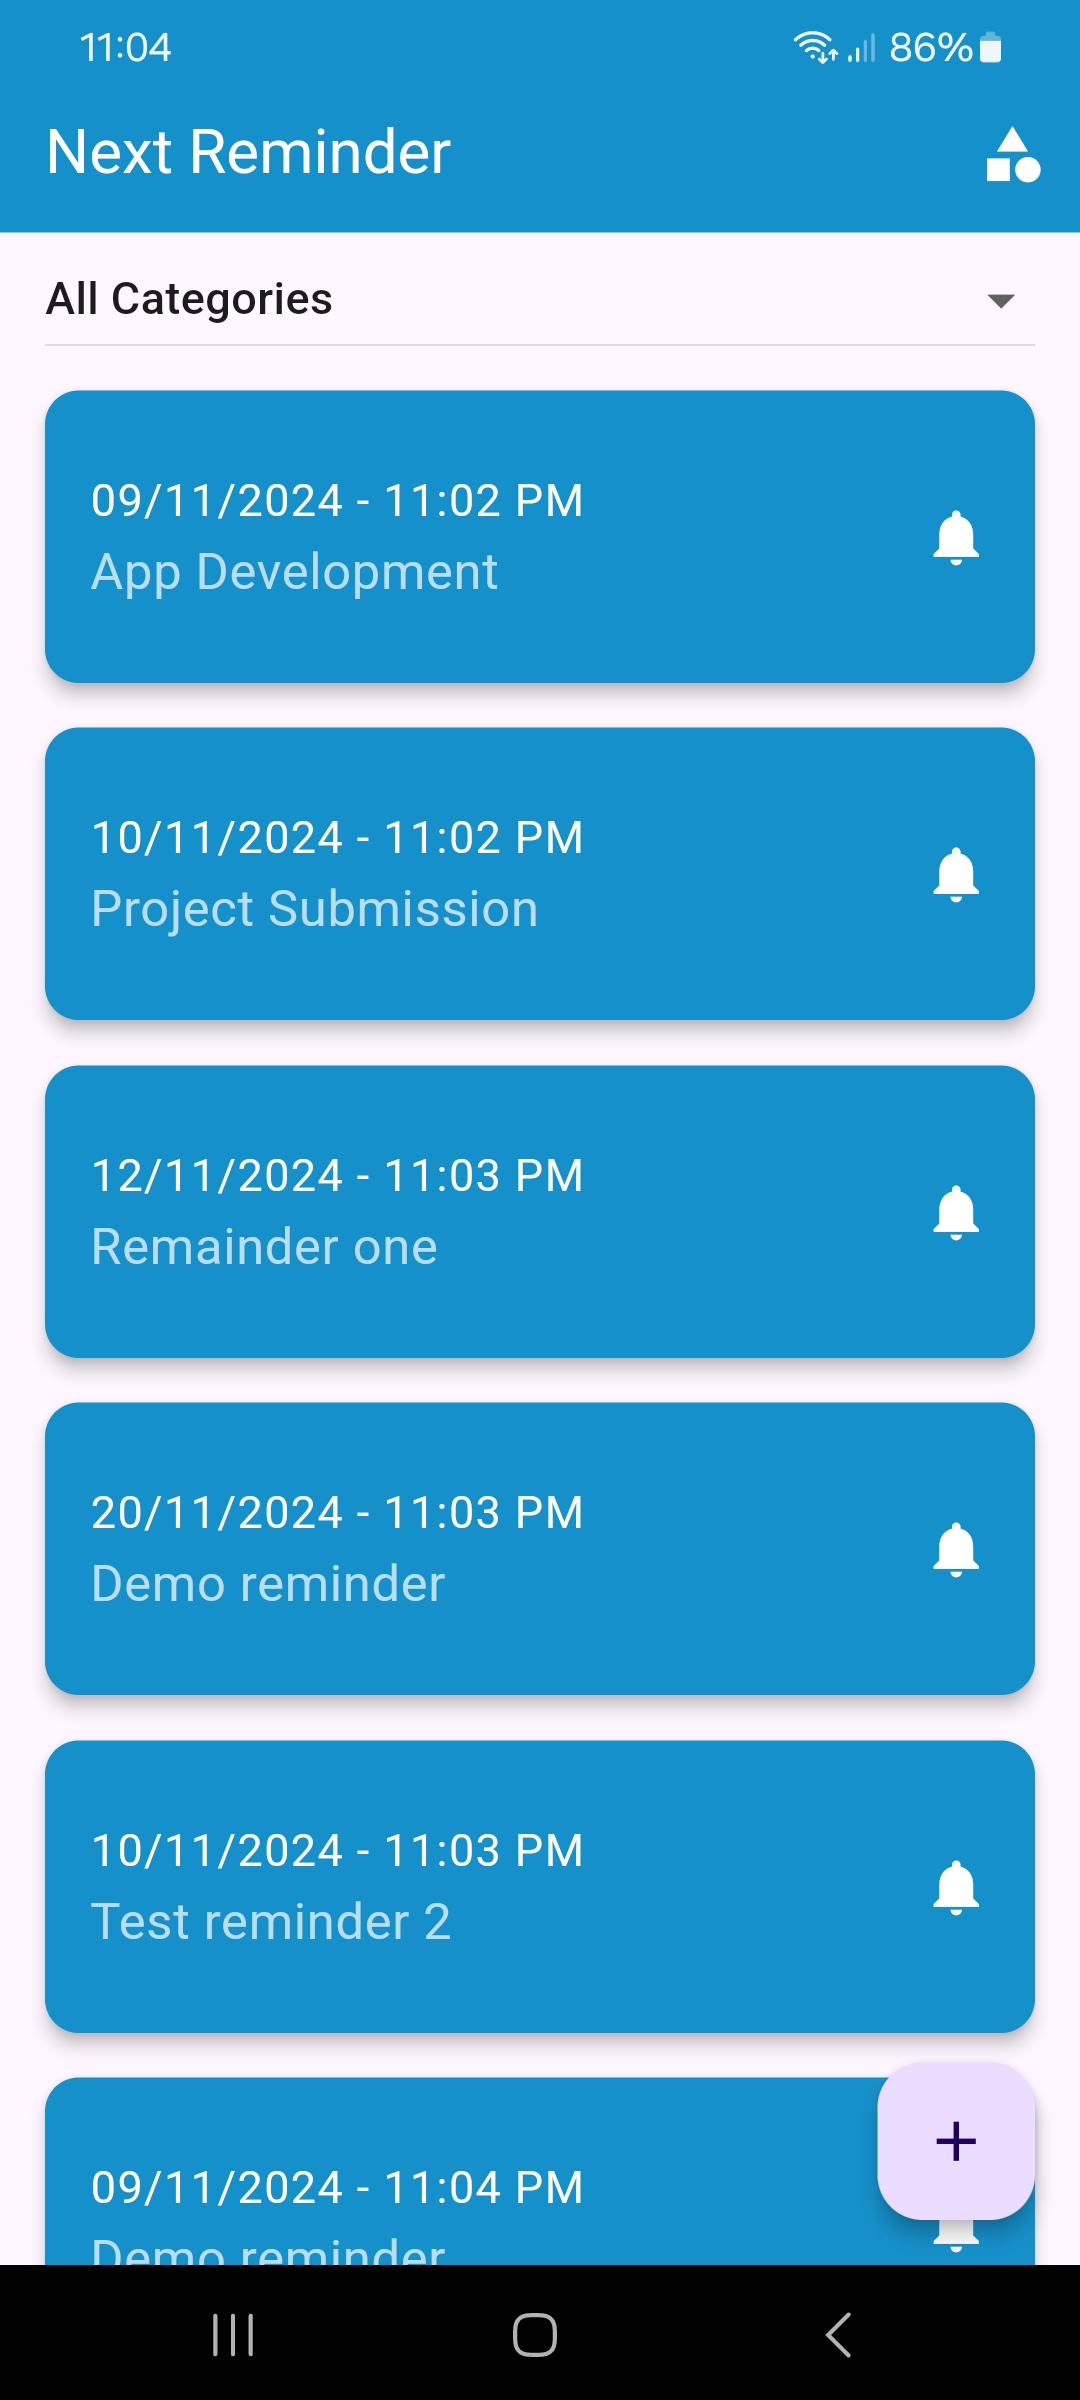 11:04
86%
Next Reminder
All Categories
09/11/2024 - 11:02 PM
App Development
10/11/2024 - 11:02 PM
Project Submission
12/11/2024 - 11:03 PM
Remainder one
20/11/2024 - 11:03 PM
Demo reminder
10/11/2024 - 11:03 PM
Test reminder 2
09/11/2024 - 11:04 PM
Demo reminder